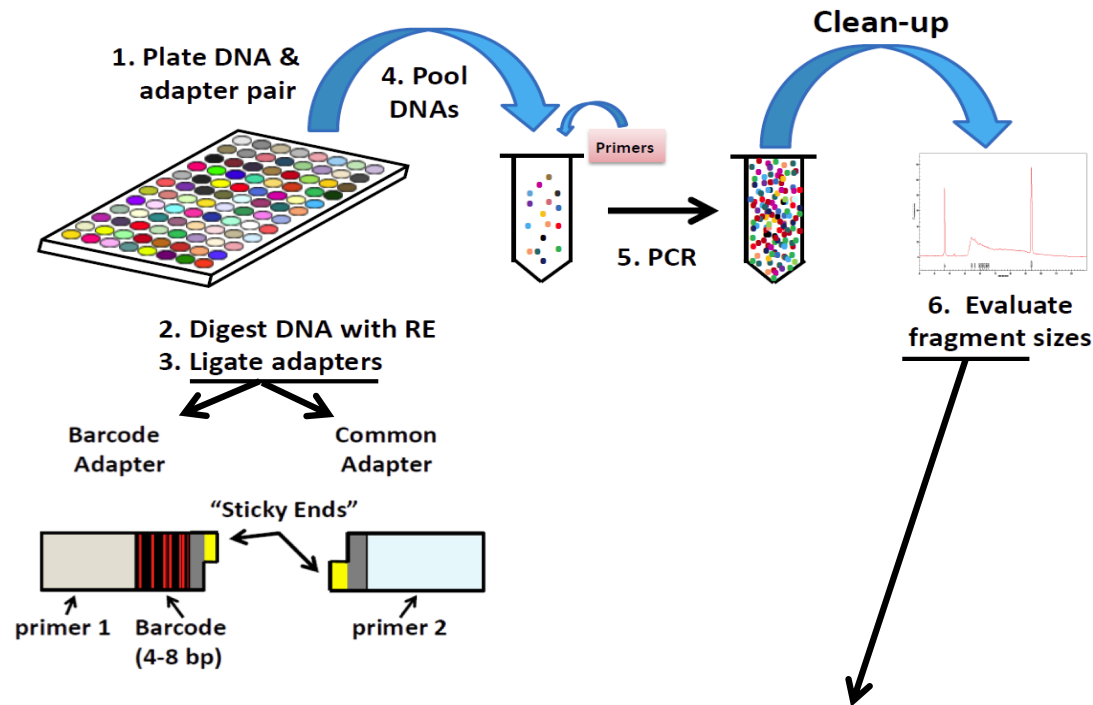 Clean-up
1. Plate DNA &
adapter pair
4. Pool
DNAs
Primers
5. PCR
6. Evaluate
fragment sizes
2. Digest DNA with RE
3. Ligate adapters
Barcode
Adapter
Common
Adapter
“Sticky Ends”
primer 1
Barcode
(4-8 bp)
primer 2